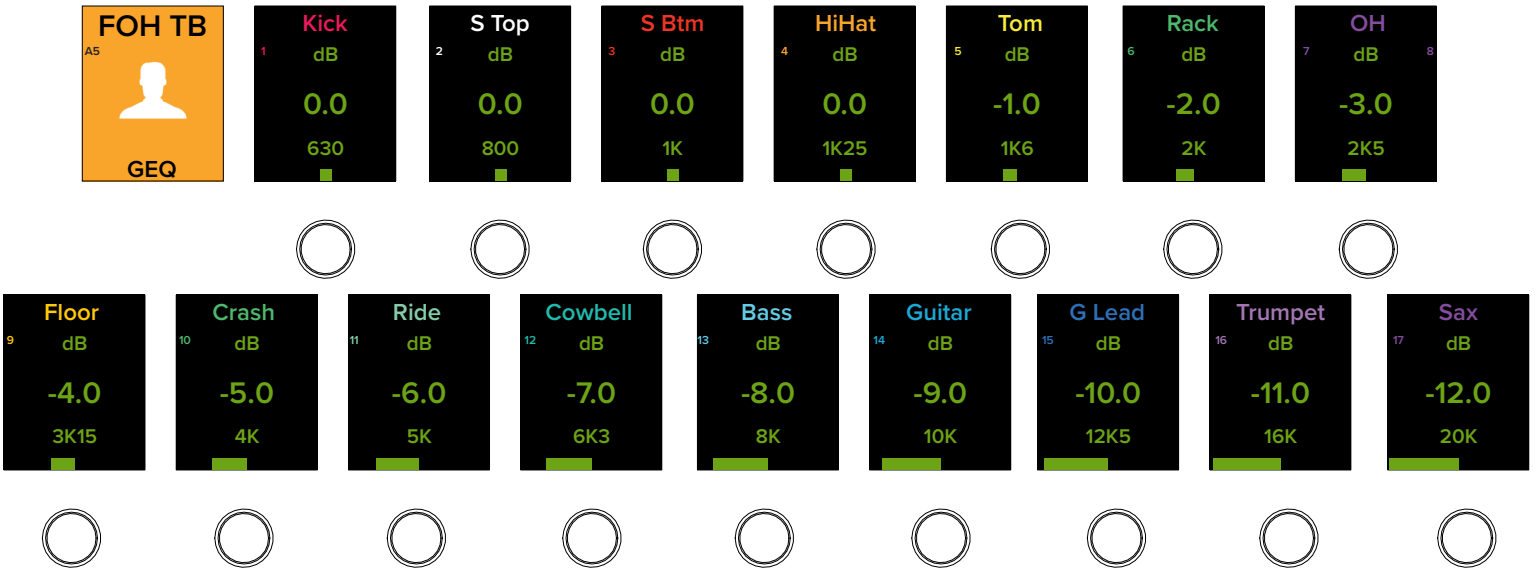 FOH TB
A5
GEQ
Kick
1
dB
0.0
630
S Top
2
dB
0.0
800
S Btm
3
dB
0.0
1K
HiHat
4
dB
0.0
1K25
Tom
5
dB
-1.0
1K6
Rack
6
dB
-2.0
2K
OH
7 8
dB
-3.0
2K5
Floor
9
dB
-4.0
3K15
Crash
10
dB
-5.0
4K
Ride
11
dB
-6.0
5K
Cowbell
12
dB
-7.0
6K3
Bass
13
dB
-8.0
8K
Guitar
14
dB
-9.0
10K
G Lead
15
dB
-10.0
12K5
Trumpet
16
dB
-11.0
16K
Sax
17
dB
-12.0
20K